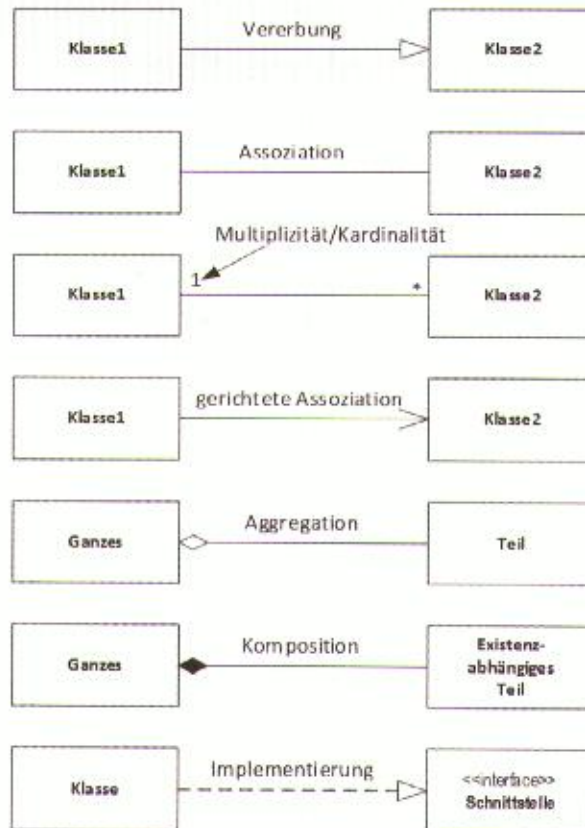 Vererbung
Klasse1
Klasse2
Assoziation
Klasse1
Klasse2
Multiplizität/Kardinalität
1
*
Klasse1
Klasse2
gerichtete Assoziation
Klasse1
Klasse2
Aggregation
Ganzes
Teil
Komposition
Ganzes
Existenz-
abhängiges
Teil
Implementierung
Klasse
<<interface>>
Schnittstelle